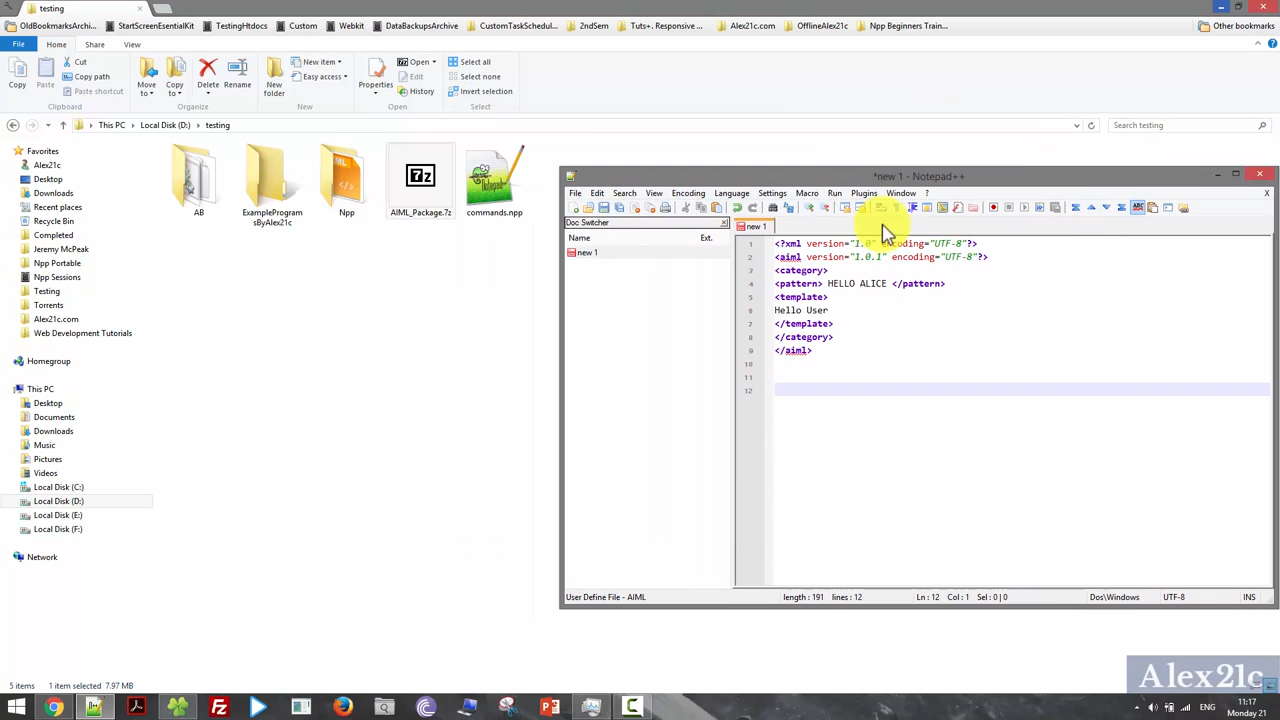 testing
OldBookmarksArchi...
StartScreenEsentialKit
TestingHtdocs
Custom
Webkit
DataBackupsArchive
CustomTaskSchedul...
2ndSem
Tuts+. Responsive ...
Alex21c.com
OfflineAlex21c
Npp Beginners Train...
Other bookmarks
File
Home
Share
View
Copy
Paste
Cut
Copy path
Paste shortcut
Clipboard
Move to
Copy to
Delete
Rename
Organize
New folder
New item
Easy access
New
Properties
Open
Edit
History
Open
Select all
Select none
Invert selection
Select
This PC
Local Disk (D:)
testing
Search testing
Favorites
Alex21c
Desktop
Downloads
Recent places
Recycle Bin
Completed
Jeremy McPeak
Npp Portable
Npp Sessions
Testing
Torrents
Alex21c.com
Web Development Tutorials
Homegroup
This PC
Desktop
Documents
Downloads
Music
Pictures
Videos
Local Disk (C:)
Local Disk (D:)
Local Disk (E:)
Local Disk (F:)
Network
AB
ExamplePrograms
ByAlex21c
Npp
7z
AIML_Package.7z
commands.npp
*new 1 - Notepad++
File Edit Search View Encoding Language Settings Macro Run Plugins Window ? X
Doc Switcher
Name Ext.
new 1
new 1
1 <?xml version="1.0" encoding="UTF-8"?>
2 <aiml version="1.0.1" encoding="UTF-8">
3 <category>
4 <pattern> HELLO ALICE </pattern>
5 <template>
6 Hello User
7 </template>
8 </category>
9 </aiml>
10
11
12
User Define File - AIML
length : 191 lines : 12
Ln : 12 Col : 1 Sel : 0 | 0
Dos\Windows
UTF-8
INS
5 items 1 item selected 7.97 MB
Alex21c
ENG
11:17
Monday 21